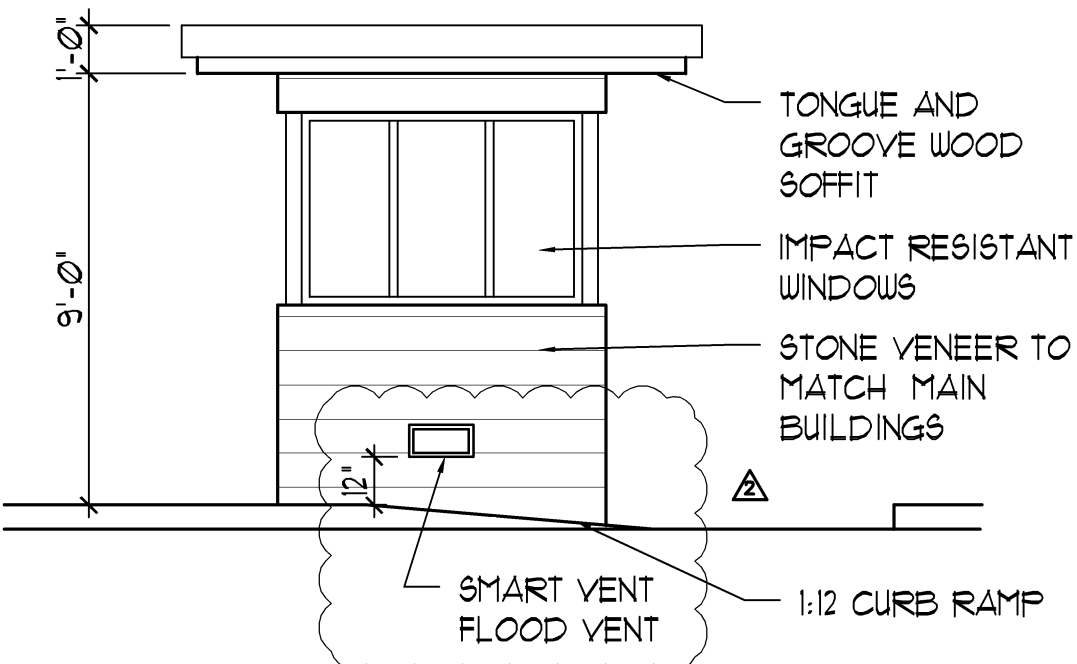 1'-0"
TONGUE AND
GROOVE WOOD
SOFFIT
IMPACT RESISTANT
WINDOWS
9'-0"
STONE VENEER TO
MATCH MAIN
BUILDINGS
12"
2
SMART VENT
FLOOD VENT
1:12 CURB RAMP